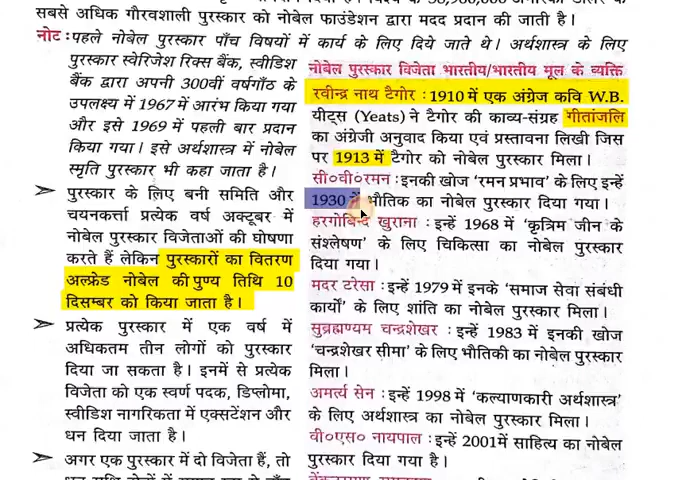 सबसे अधिक गौरवशाली पुरस्कार को नोबेल फाउंडेशन द्वारा मदद प्रदान की जाती है।
नोट: पहले नोबेल पुरस्कार पाँच विषयों में कार्य के लिए दिये जाते थे। अर्थशास्त्र के लिए
पुरस्कार स्वेरिजेश रिक्स बैंक, स्वीडिश
बैंक द्वारा अपनी 300वीं वर्षगाँठ के
उपलक्ष्य में 1967 में आरंभ किया गया
और इसे 1969 में पहली बार प्रदान
किया गया। इसे अर्थशास्त्र में नोबेल
स्मृति पुरस्कार भी कहा जाता है।
➢ पुरस्कार के लिए बनी समिति और
चयनकर्त्ता प्रत्येक वर्ष अक्टूबर में
नोबेल पुरस्कार विजेताओं की घोषणा
करते हैं लेकिन पुरस्कारों का वितरण
अल्फ्रेड नोबेल की पुण्य तिथि 10
दिसम्बर को किया जाता है।
➢ प्रत्येक पुरस्कार में एक वर्ष में
अधिकतम तीन लोगों को पुरस्कार
दिया जा सकता है। इनमें से प्रत्येक
विजेता को एक स्वर्ण पदक, डिप्लोमा,
स्वीडिश नागरिकता में एक्सटेंशन और
धन दिया जाता है।
➢ अगर एक पुरस्कार में दो विजेता हैं, तो
नोबेल पुरस्कार विजेता भारतीय/भारतीय मूल के व्यक्ति
रवीन्द्र नाथ टैगोर : 1910 में एक अंग्रेज कवि W.B.
यीट्स (Yeats) ने टैगोर की काव्य-संग्रह गीतांजलि
का अंग्रेजी अनुवाद किया एवं प्रस्तावना लिखी जिस
पर 1913 में टैगोर को नोबेल पुरस्कार मिला।
सी०वी०रमन: इनकी खोज 'रमन प्रभाव' के लिए इन्हें
1930 में भौतिक का नोबेल पुरस्कार दिया गया।
हरगोबिन्द खुराना : इन्हें 1968 में 'कृत्रिम जीन के
संश्लेषण' के लिए चिकित्सा का नोबेल पुरस्कार
दिया गया।
मदर टरेसा: इन्हें 1979 में इनके 'समाज सेवा संबंधी
कार्यों' के लिए शांति का नोबेल पुरस्कार मिला।
सुब्रह्मण्यम चन्द्रशेखर : इन्हें 1983 में इनकी खोज
'चन्द्रशेखर सीमा' के लिए भौतिकी का नोबेल पुरस्कार
मिला।
अमर्त्य सेन: इन्हें 1998 में 'कल्याणकारी अर्थशास्त्र'
के लिए अर्थशास्त्र का नोबेल पुरस्कार मिला।
वी०एस० नायपाल : इन्हें 2001में साहित्य का नोबेल
पुरस्कार दिया गया है।